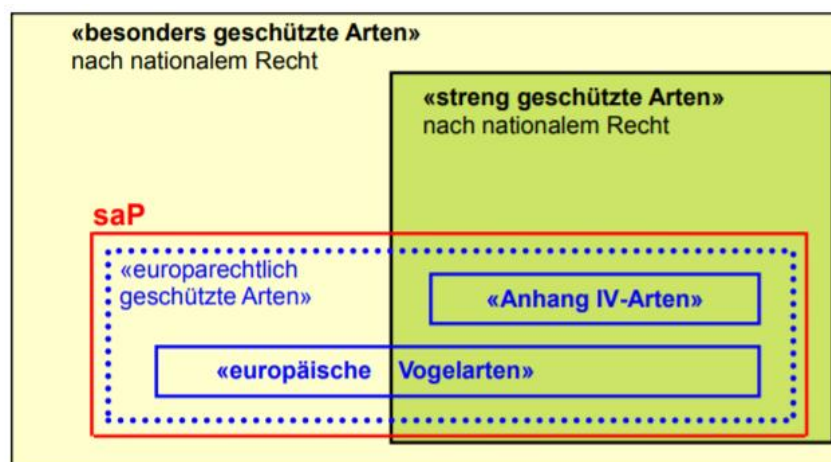 «besonders geschützte Arten»
nach nationalem Recht
«streng geschützte Arten»
nach nationalem Recht
saP
«europarechtlich
geschützte Arten»
«Anhang IV-Arten»
«europäische Vogelarten»